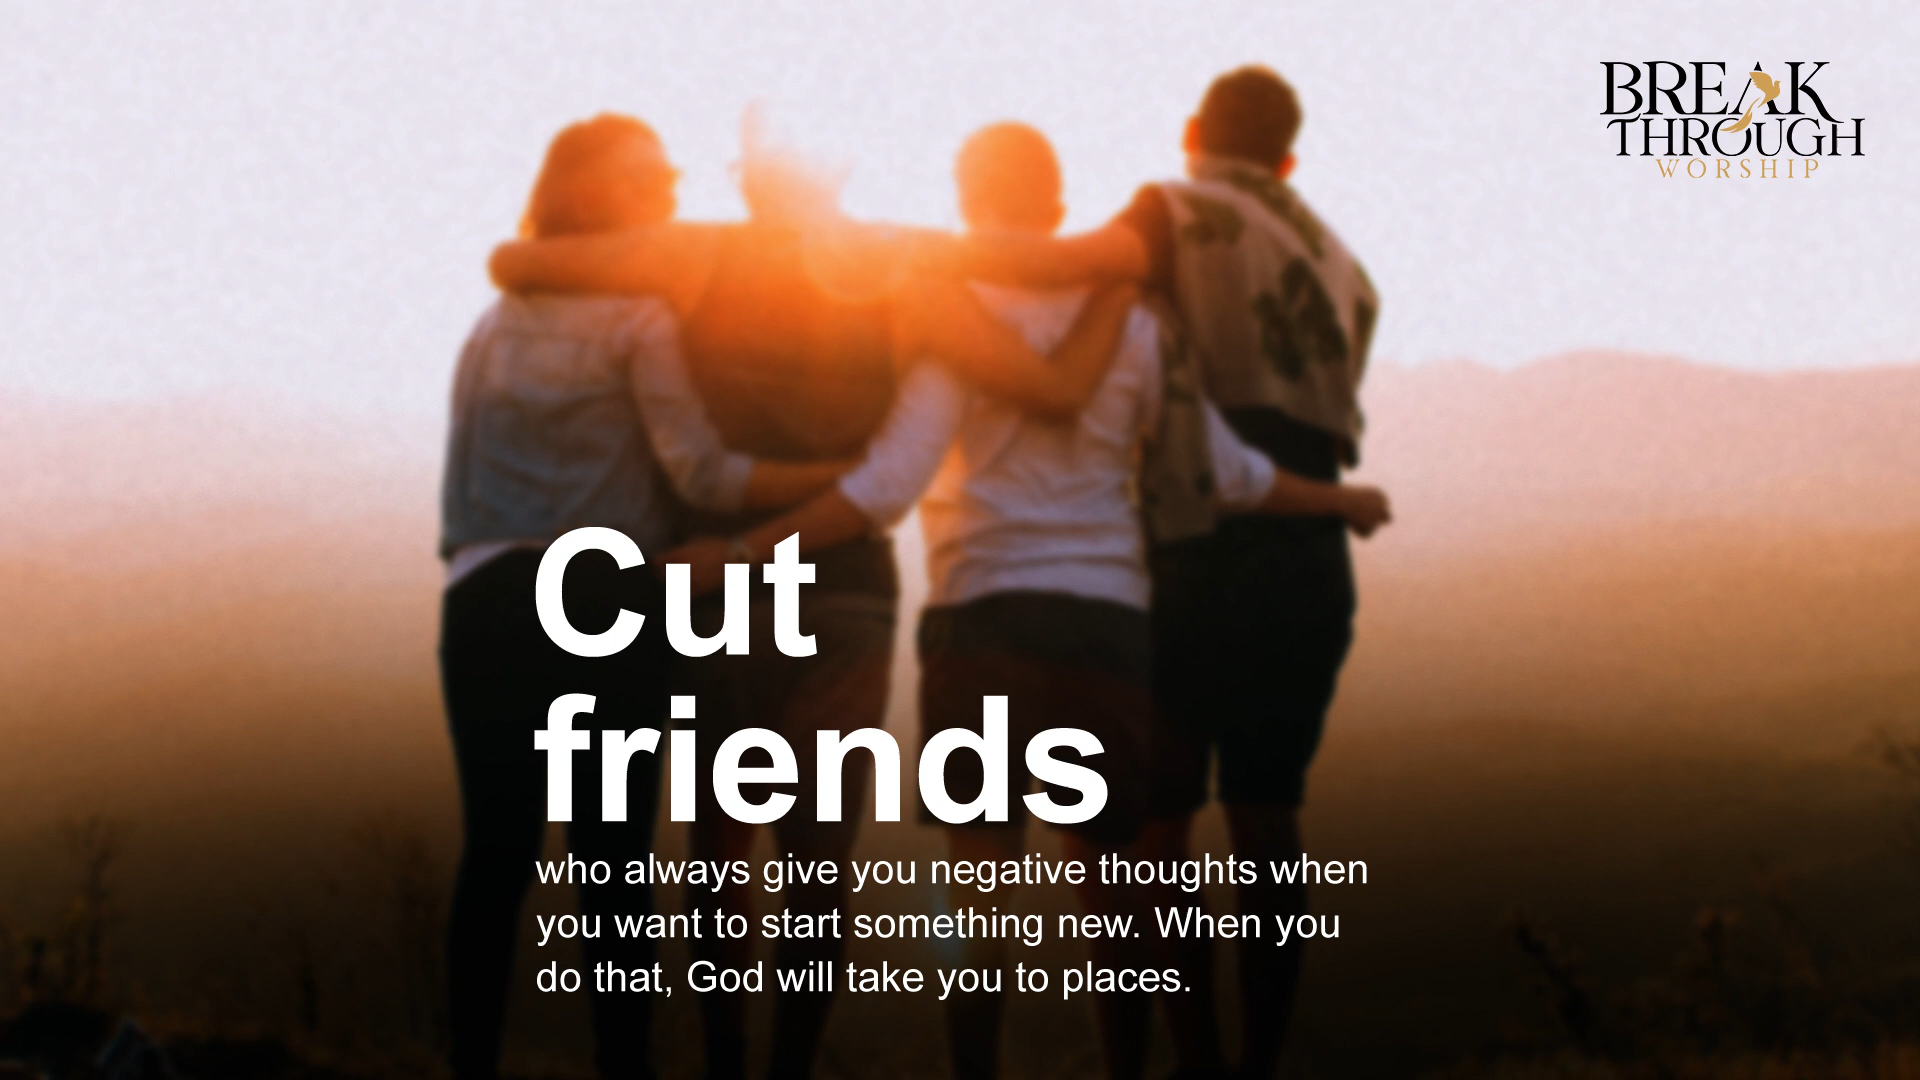 BREAK
THROUGH
WORSHIP
Cut
friends
who always give you negative thoughts when
you want to start something new. When you
do that, God will take you to places.